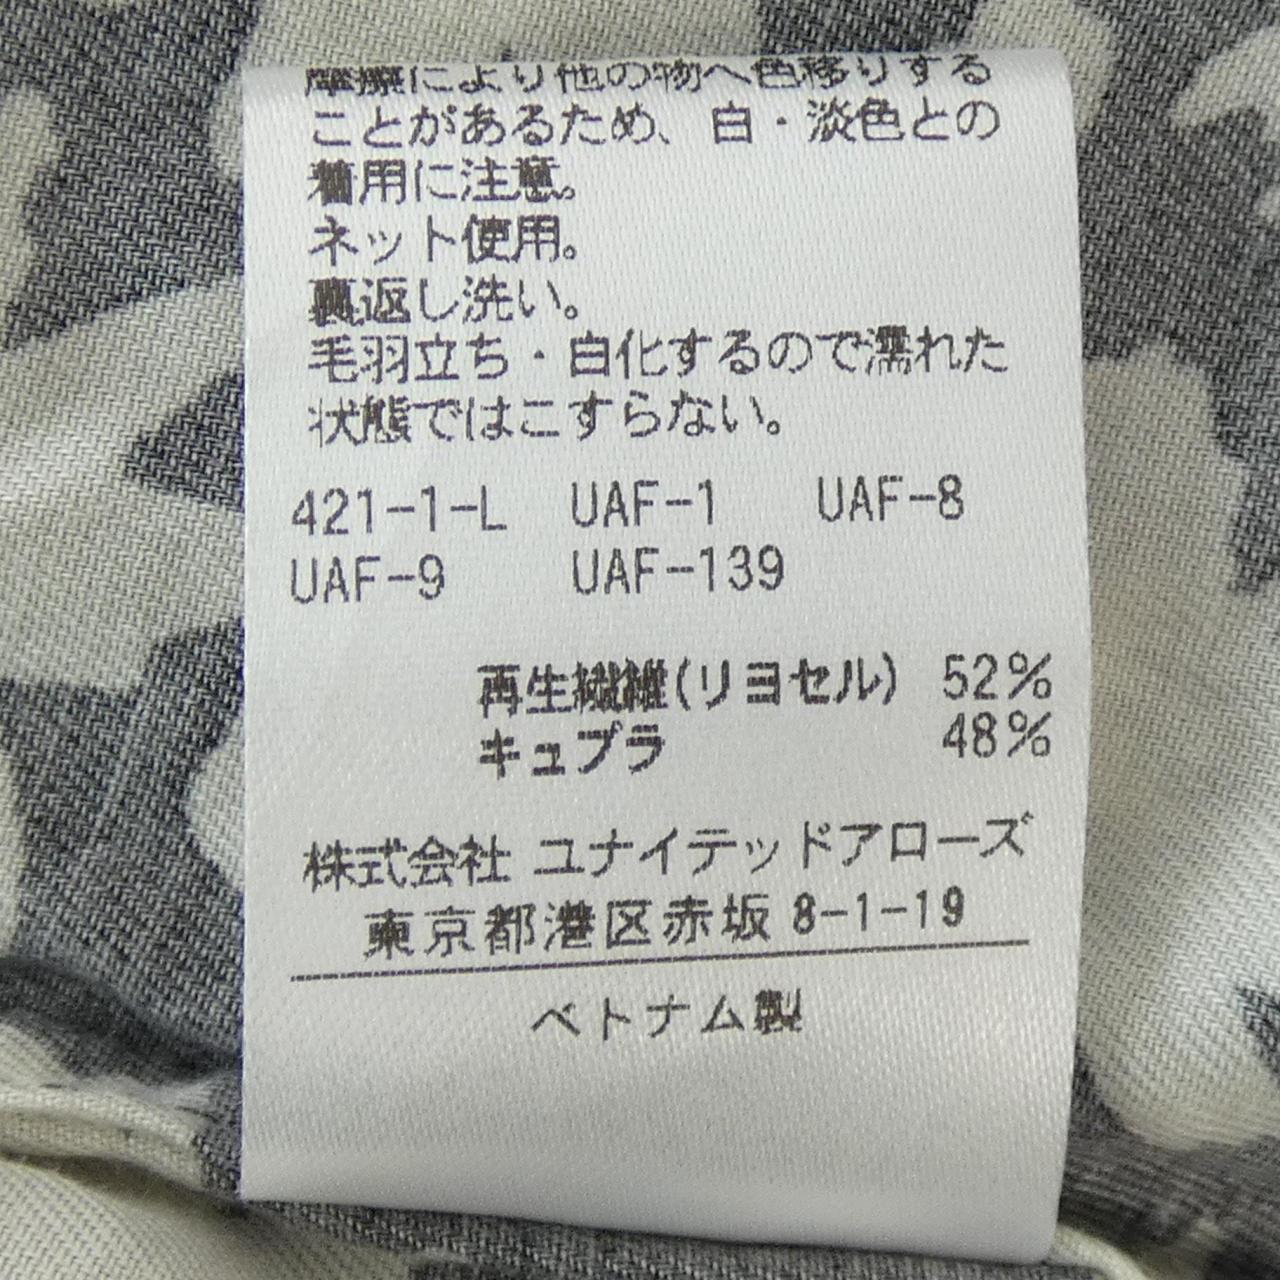 摩擦により他の物へ色移りする
ことがあるため、白・淡色との
着用に注意。
ネット使用。
裏返し洗い。
毛羽立ち・白化するので濡れた
状態ではこすらない。
421-1-L UAF-1 UAF-8
UAF-9 UAF-139
再生繊維(リヨセル) 52%
キュプラ 48%
株式会社 ユナイテッドアローズ
東京都港区赤坂 8-1-19
ベトナム製